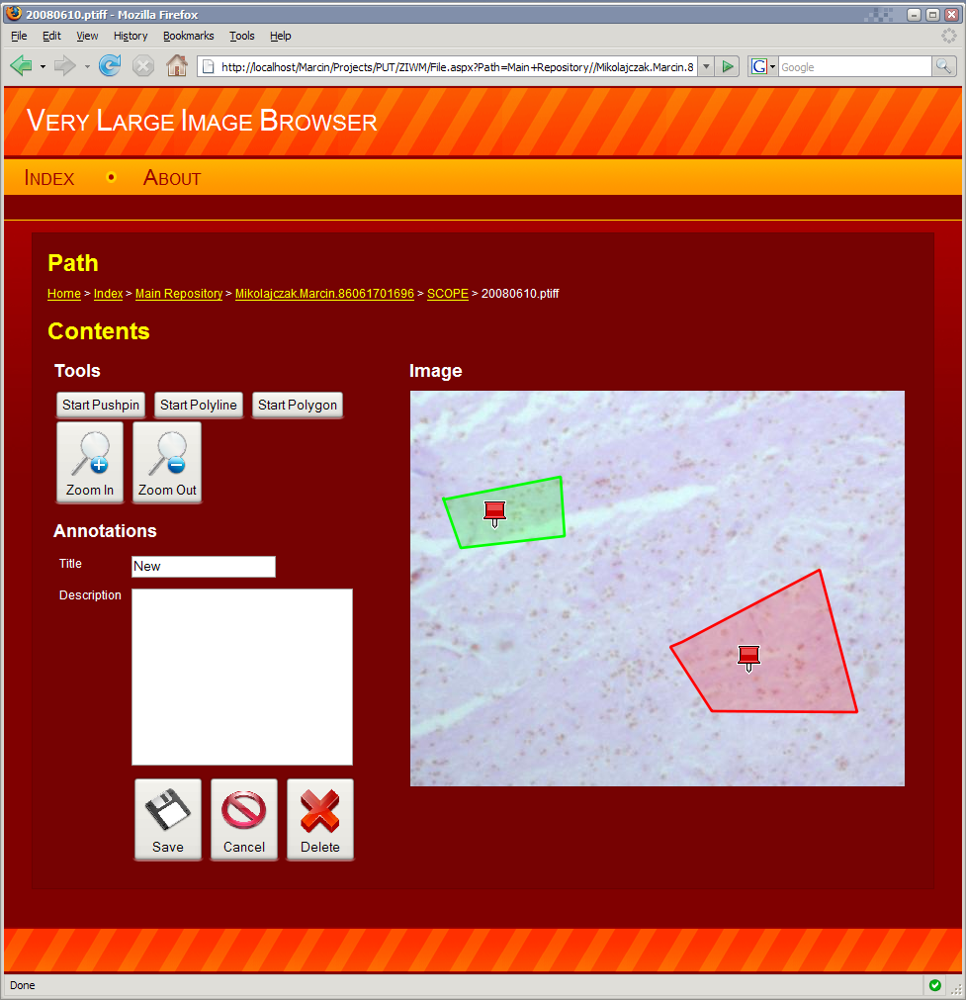 20080610.ptiff - Mozilla Firefox
File Edit View History Bookmarks Tools Help
http://localhost/Marcin/Projects/PUT/ZIWM/File.aspx?Path=Main+Repository//Mikolajczak.Marcin.8 G Google
VERY LARGE IMAGE BROWSER
INDEX • ABOUT
Path
Home > Index > Main Repository > Mikolajczak.Marcin.86061701696 > SCOPE > 20080610.ptiff
Contents
Tools
Start Pushpin Start Polyline Start Polygon
Zoom In Zoom Out
Annotations
Title New
Description
Save Cancel Delete
Image
Done